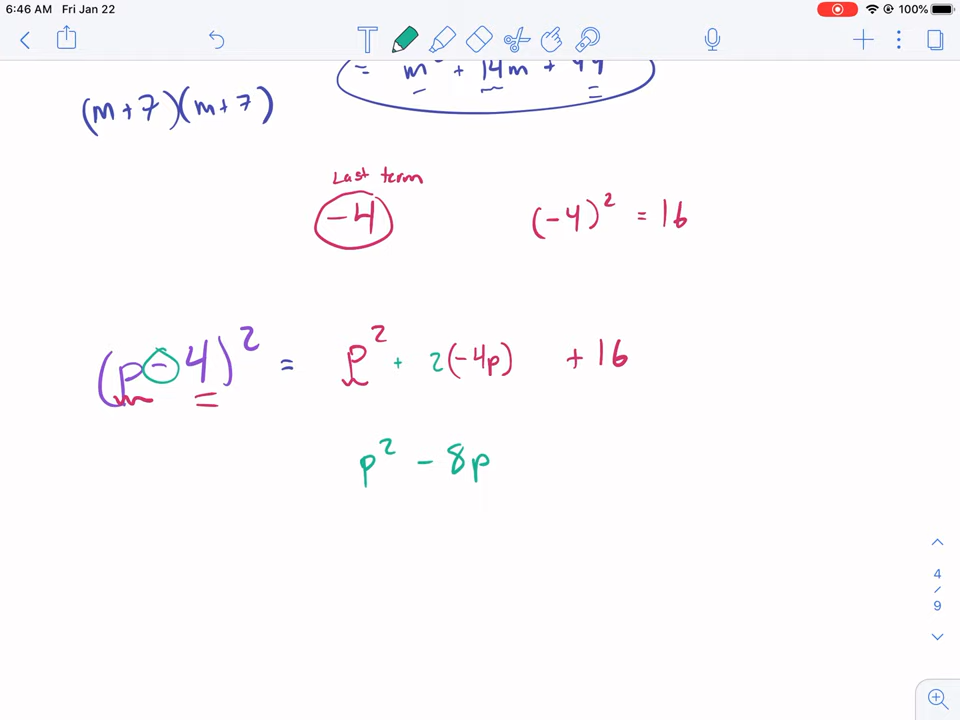 6:46 AM Fri Jan 22 100%
T
= m² + 14m + 49
(m+7)(m+7)
Last term
-4 (-4)² = 16
(p-4)² = p² + 2(-4p) + 16
p² - 8p
4
/
9